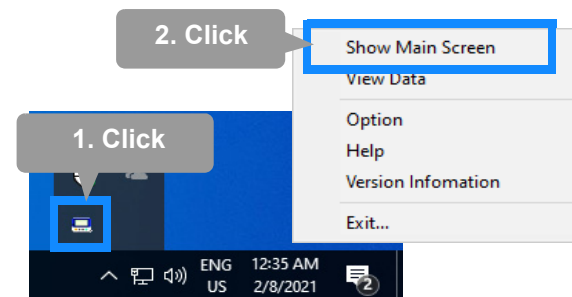 2. Click
Show Main Screen
View Data
Option
Help
Version Infomation
Exit...
1. Click
ENG
US
12:35 AM
2/8/2021
2